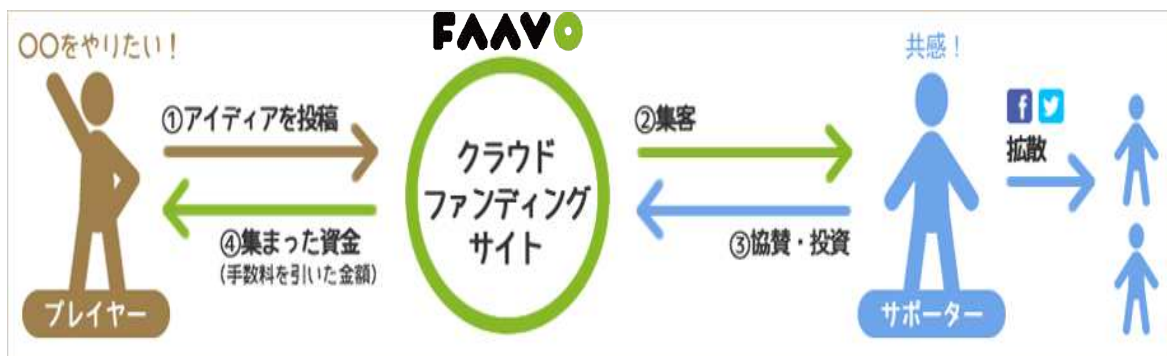 FAAVO
〇〇をやりたい!
共感!
①アイディアを投稿
②集客
拡散
クラウド
ファンディング
サイト
④集まった資金
(手数料を引いた金額)
③協賛・投資
プレイヤー
サポーター